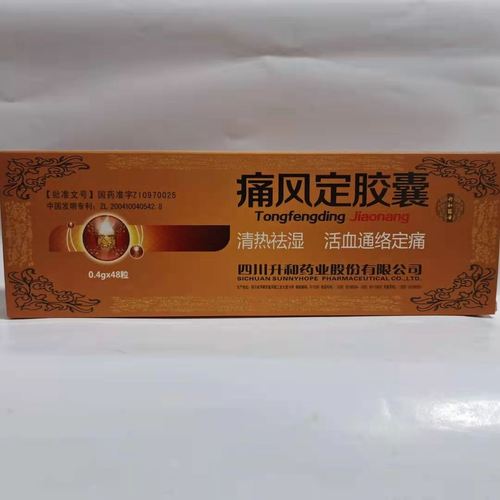 【批准文号】国药准字Z10970025
中国发明专利：ZL 200410040542.8
0.4g×48粒
痛风定胶囊
Tongfengding Jiaonang
清热祛湿 活血通络定痛
四川升和药业股份有限公司
SICHUAN SUNNYHOPE PHARMACEUTICAL CO.,LTD.